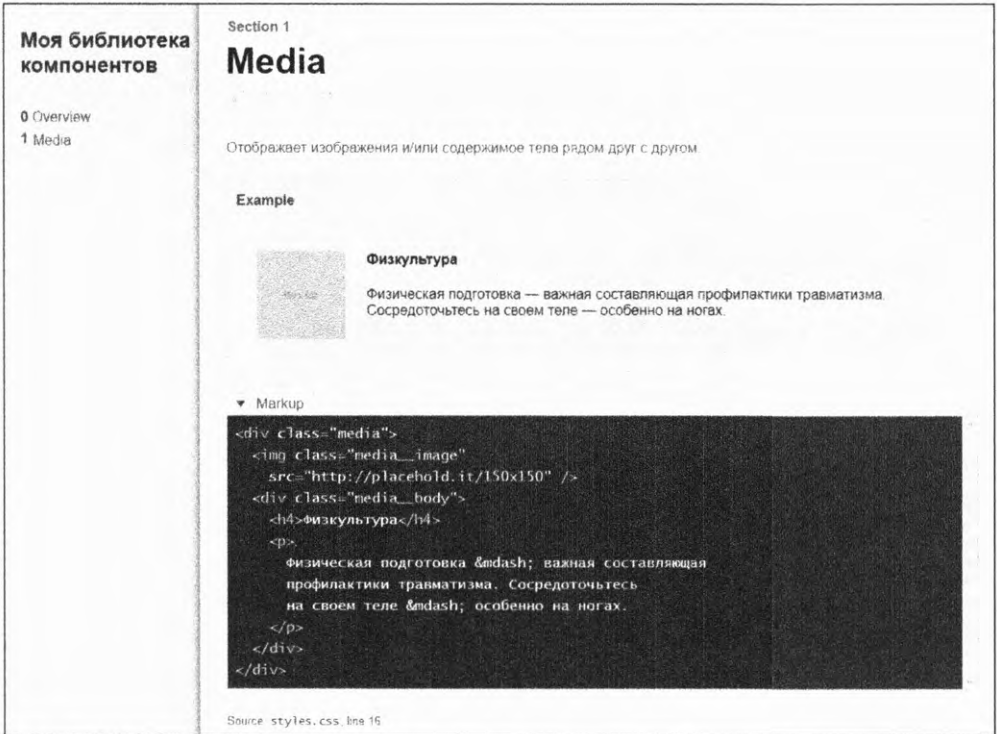 Моя библиотека
компонентов
0 Overview
1 Media
Section 1
Media
Отображает изображения и/или содержимое тела рядом друг с другом
Example
Физкультура
Физическая подготовка — важная составляющая профилактики травматизма.
Сосредоточьтесь на своем теле — особенно на ногах.
▼ Markup
<div class="media">
<img class="media__image"
src="http://placehold.it/150x150" />
<div class="media__body">
<h4>Физкультура</h4>
<p>
Физическая подготовка &mdash; важная составляющая
профилактики травматизма. Сосредоточьтесь
на своем теле &mdash; особенно на ногах.
</p>
</div>
</div>
Source: styles.css, line 16